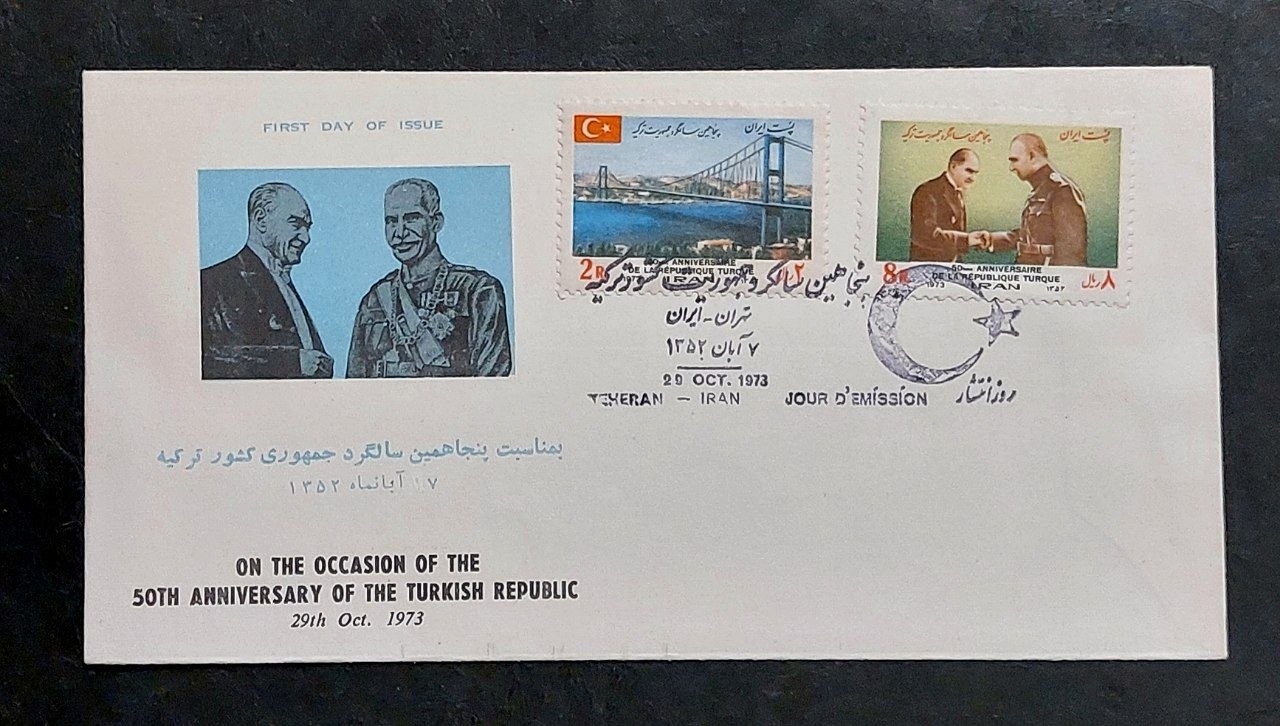 FIRST DAY OF ISSUE
پست ایران
پنجاهمین سالگرد جمهوریت ترکیه
2R
۲
50ème ANNIVERSAIRE
DE LA RÉPUBLIQUE TURQUE
IRAN
پست ایران
پنجاهمین سالگرد جمهوریت ترکیه
8R
۸ ریال
50ème ANNIVERSAIRE
DE LA RÉPUBLIQUE TURQUE
1973 IRAN ۱۳۵۲
پنجاهمین سالگرد جمهوریت کشور ترکیه
تهران - ایران
۷ آبان ۱۳۵۲
29 OCT. 1973
TEHERAN - IRAN JOUR D'EMISSION روز انتشار
بمناسبت پنجاهمین سالگرد جمهوری کشور ترکیه
۷ آبانماه ۱۳۵۲
ON THE OCCASION OF THE
50TH ANNIVERSARY OF THE TURKISH REPUBLIC
29th Oct. 1973